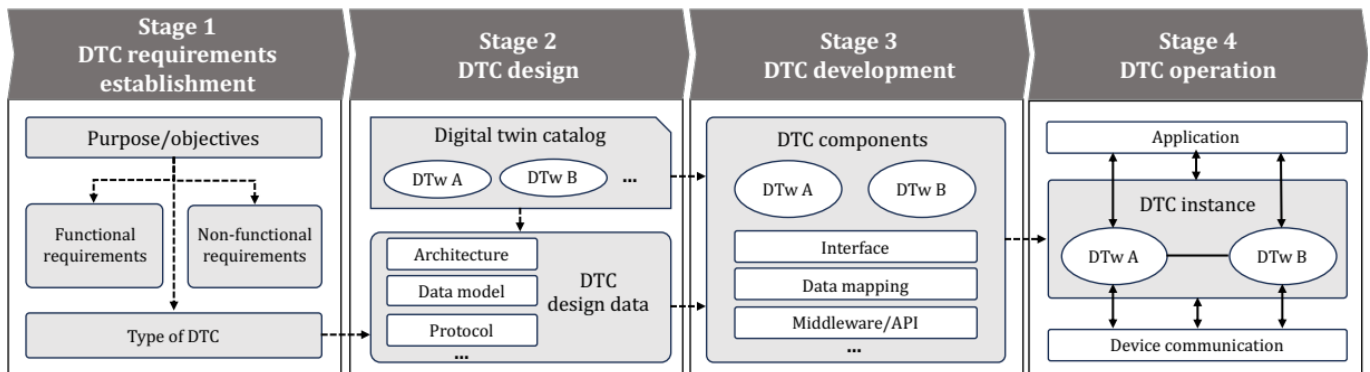 Stage 1
DTC requirements
establishment
Stage 2
DTC design
Stage 3
DTC development
Stage 4
DTC operation
Purpose/objectives
Functional
requirements
Non-functional
requirements
Type of DTC
Digital twin catalog
DTw A
DTw B
...
Architecture
Data model
Protocol
...
DTC
design data
DTC components
DTw A
DTw B
Interface
Data mapping
Middleware/API
...
Application
DTC instance
DTw A
DTw B
Device communication